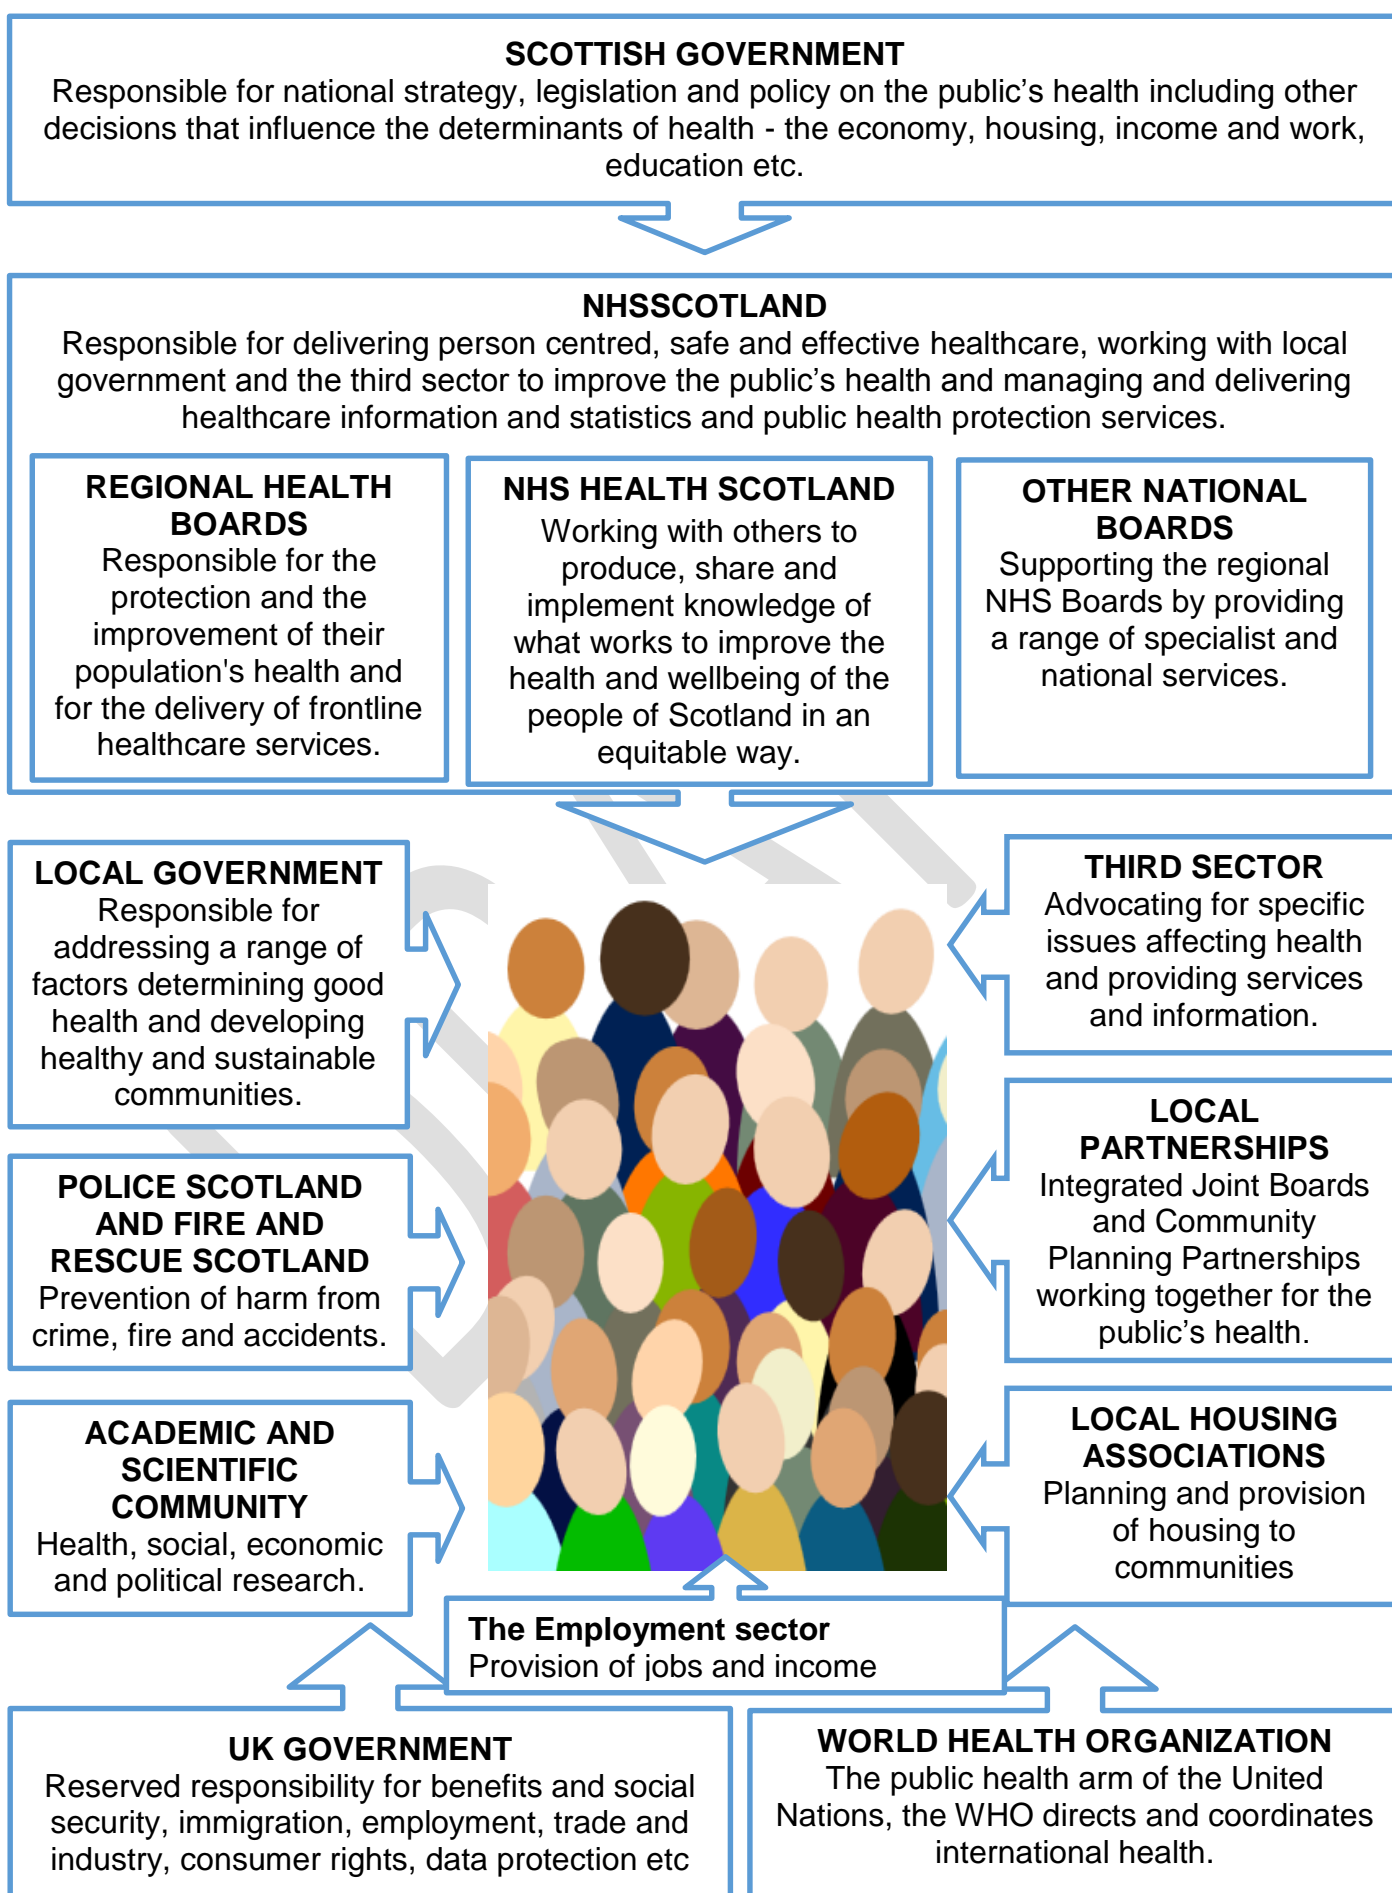 SCOTTISH GOVERNMENT
Responsible for national strategy, legislation and policy on the public’s health including other
decisions that influence the determinants of health - the economy, housing, income and work,
education etc.
NHSSCOTLAND
Responsible for delivering person centred, safe and effective healthcare, working with local
government and the third sector to improve the public’s health and managing and delivering
healthcare information and statistics and public health protection services.
REGIONAL HEALTH
BOARDS
Responsible for the
protection and the
improvement of their
population's health and
for the delivery of frontline
healthcare services.
NHS HEALTH SCOTLAND
Working with others to
produce, share and
implement knowledge of
what works to improve the
health and wellbeing of the
people of Scotland in an
equitable way.
OTHER NATIONAL
BOARDS
Supporting the regional
NHS Boards by providing
a range of specialist and
national services.
LOCAL GOVERNMENT
Responsible for
addressing a range of
factors determining good
health and developing
healthy and sustainable
communities.
THIRD SECTOR
Advocating for specific
issues affecting health
and providing services
and information.
POLICE SCOTLAND
AND FIRE AND
RESCUE SCOTLAND
Prevention of harm from
crime, fire and accidents.
LOCAL
PARTNERSHIPS
Integrated Joint Boards
and Community
Planning Partnerships
working together for the
public’s health.
ACADEMIC AND
SCIENTIFIC
COMMUNITY
Health, social, economic
and political research.
LOCAL HOUSING
ASSOCIATIONS
Planning and provision
of housing to
communities
The Employment sector
Provision of jobs and income
UK GOVERNMENT
Reserved responsibility for benefits and social
security, immigration, employment, trade and
industry, consumer rights, data protection etc
WORLD HEALTH ORGANIZATION
The public health arm of the United
Nations, the WHO directs and coordinates
international health.